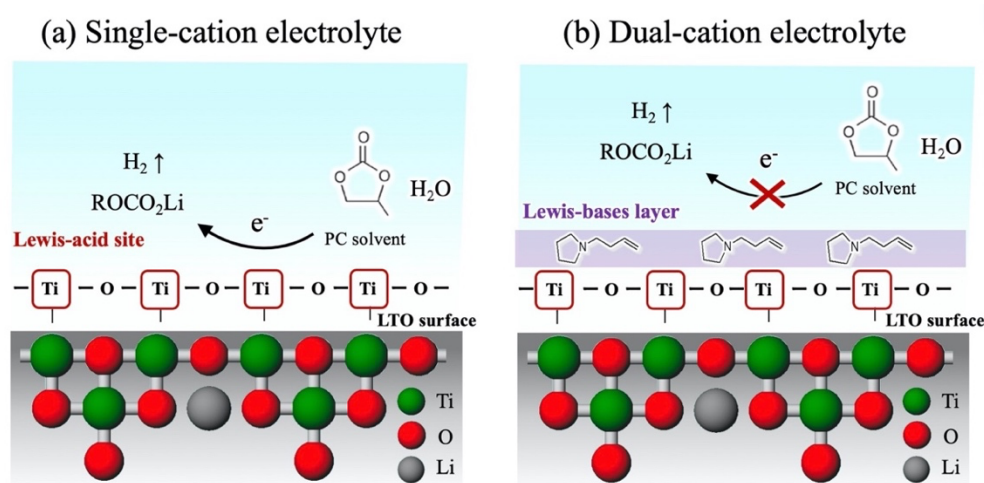 (a) Single-cation electrolyte
H₂ ↑
ROCO₂Li
O
O
O
H₂O
e⁻
PC solvent
Lewis-acid site
– Ti – O – Ti – O – Ti – O – Ti – O –
LTO surface
Ti
O
Li
(b) Dual-cation electrolyte
H₂ ↑
ROCO₂Li
O
O
O
H₂O
e⁻
PC solvent
Lewis-bases layer
N
N
N
– Ti – O – Ti – O – Ti – O – Ti – O –
LTO surface
Ti
O
Li